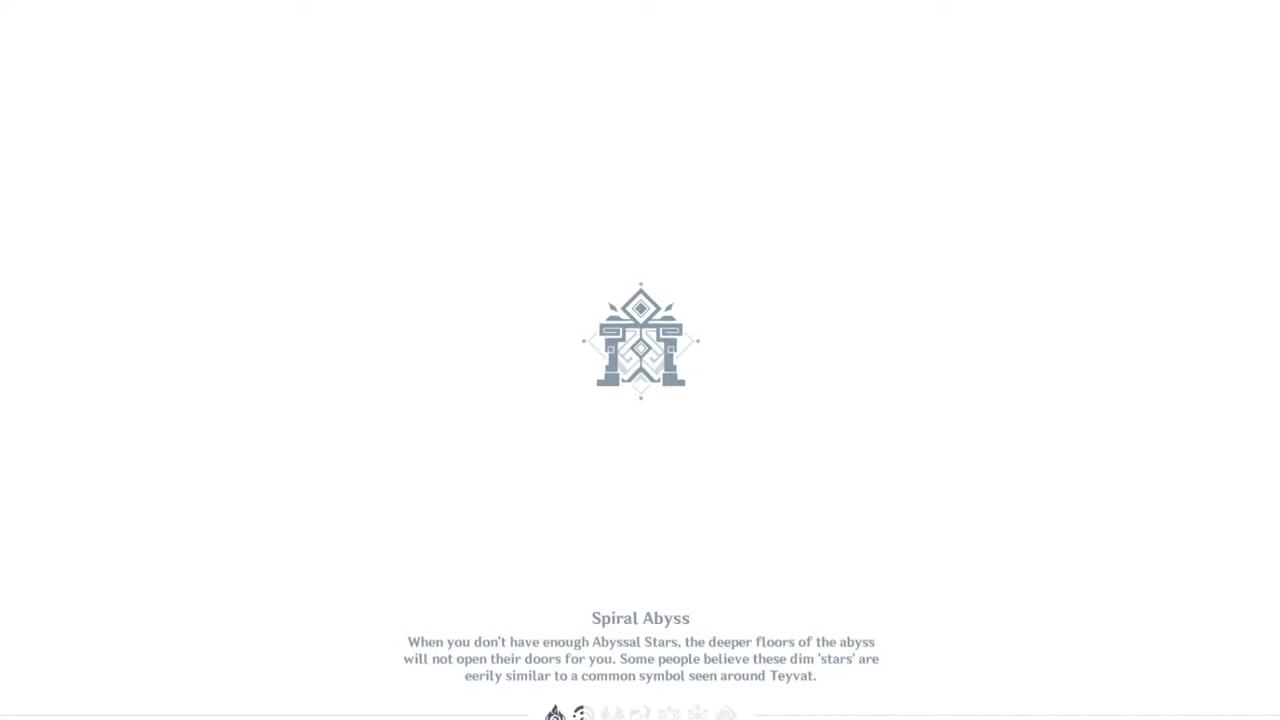 Spiral Abyss
When you don't have enough Abyssal Stars, the deeper floors of the abyss
will not open their doors for you. Some people believe these dim 'stars' are
eerily similar to a common symbol seen around Teyvat.